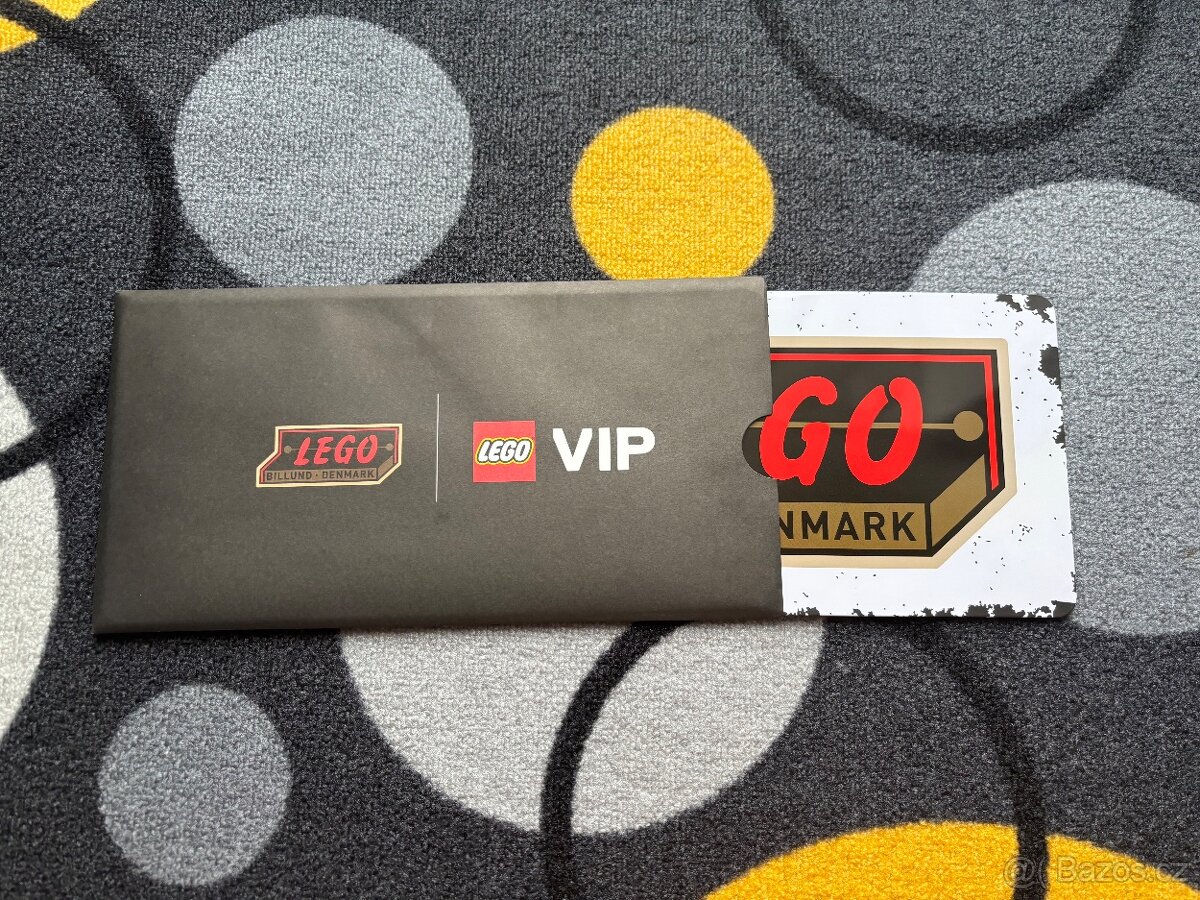 LEGO
BILLUND · DENMARK
LEGO VIP
GO
NMARK
@( Bazos.cz